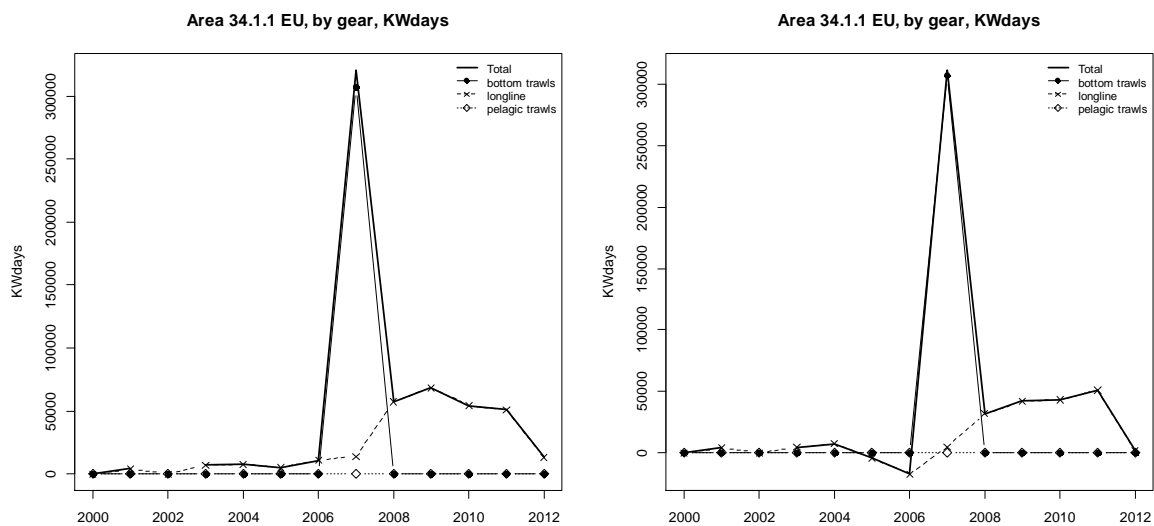 Area 34.1.1 EU, by gear, KWdays
Total
bottom trawls
longline
pelagic trawls
KWdays
300000
250000
200000
150000
100000
50000
0
2000 2002 2004 2006 2008 2010 2012
Area 34.1.1 EU, by gear, KWdays
Total
bottom trawls
longline
pelagic trawls
KWdays
300000
250000
200000
150000
100000
50000
0
2000 2002 2004 2006 2008 2010 2012